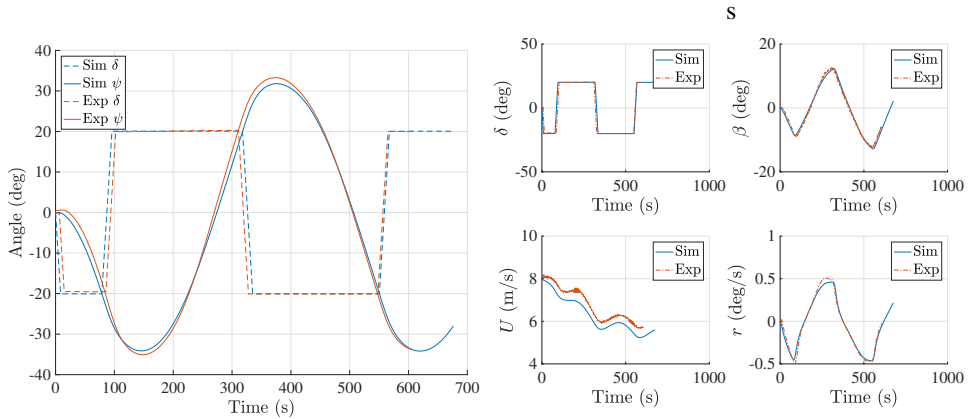 S
40
30
20
10
0
-10
-20
-30
-40
Angle (deg)
Sim δ
Sim ψ
Exp δ
Exp ψ
0 100 200 300 400 500 600 700
Time (s)
50
0
-50
δ (deg)
Sim
Exp
0 500 1000
Time (s)
20
0
-20
β (deg)
Sim
Exp
0 500 1000
Time (s)
10
8
6
4
U (m/s)
Sim
Exp
0 500 1000
Time (s)
1
0.5
0
-0.5
r (deg/s)
Sim
Exp
0 500 1000
Time (s)